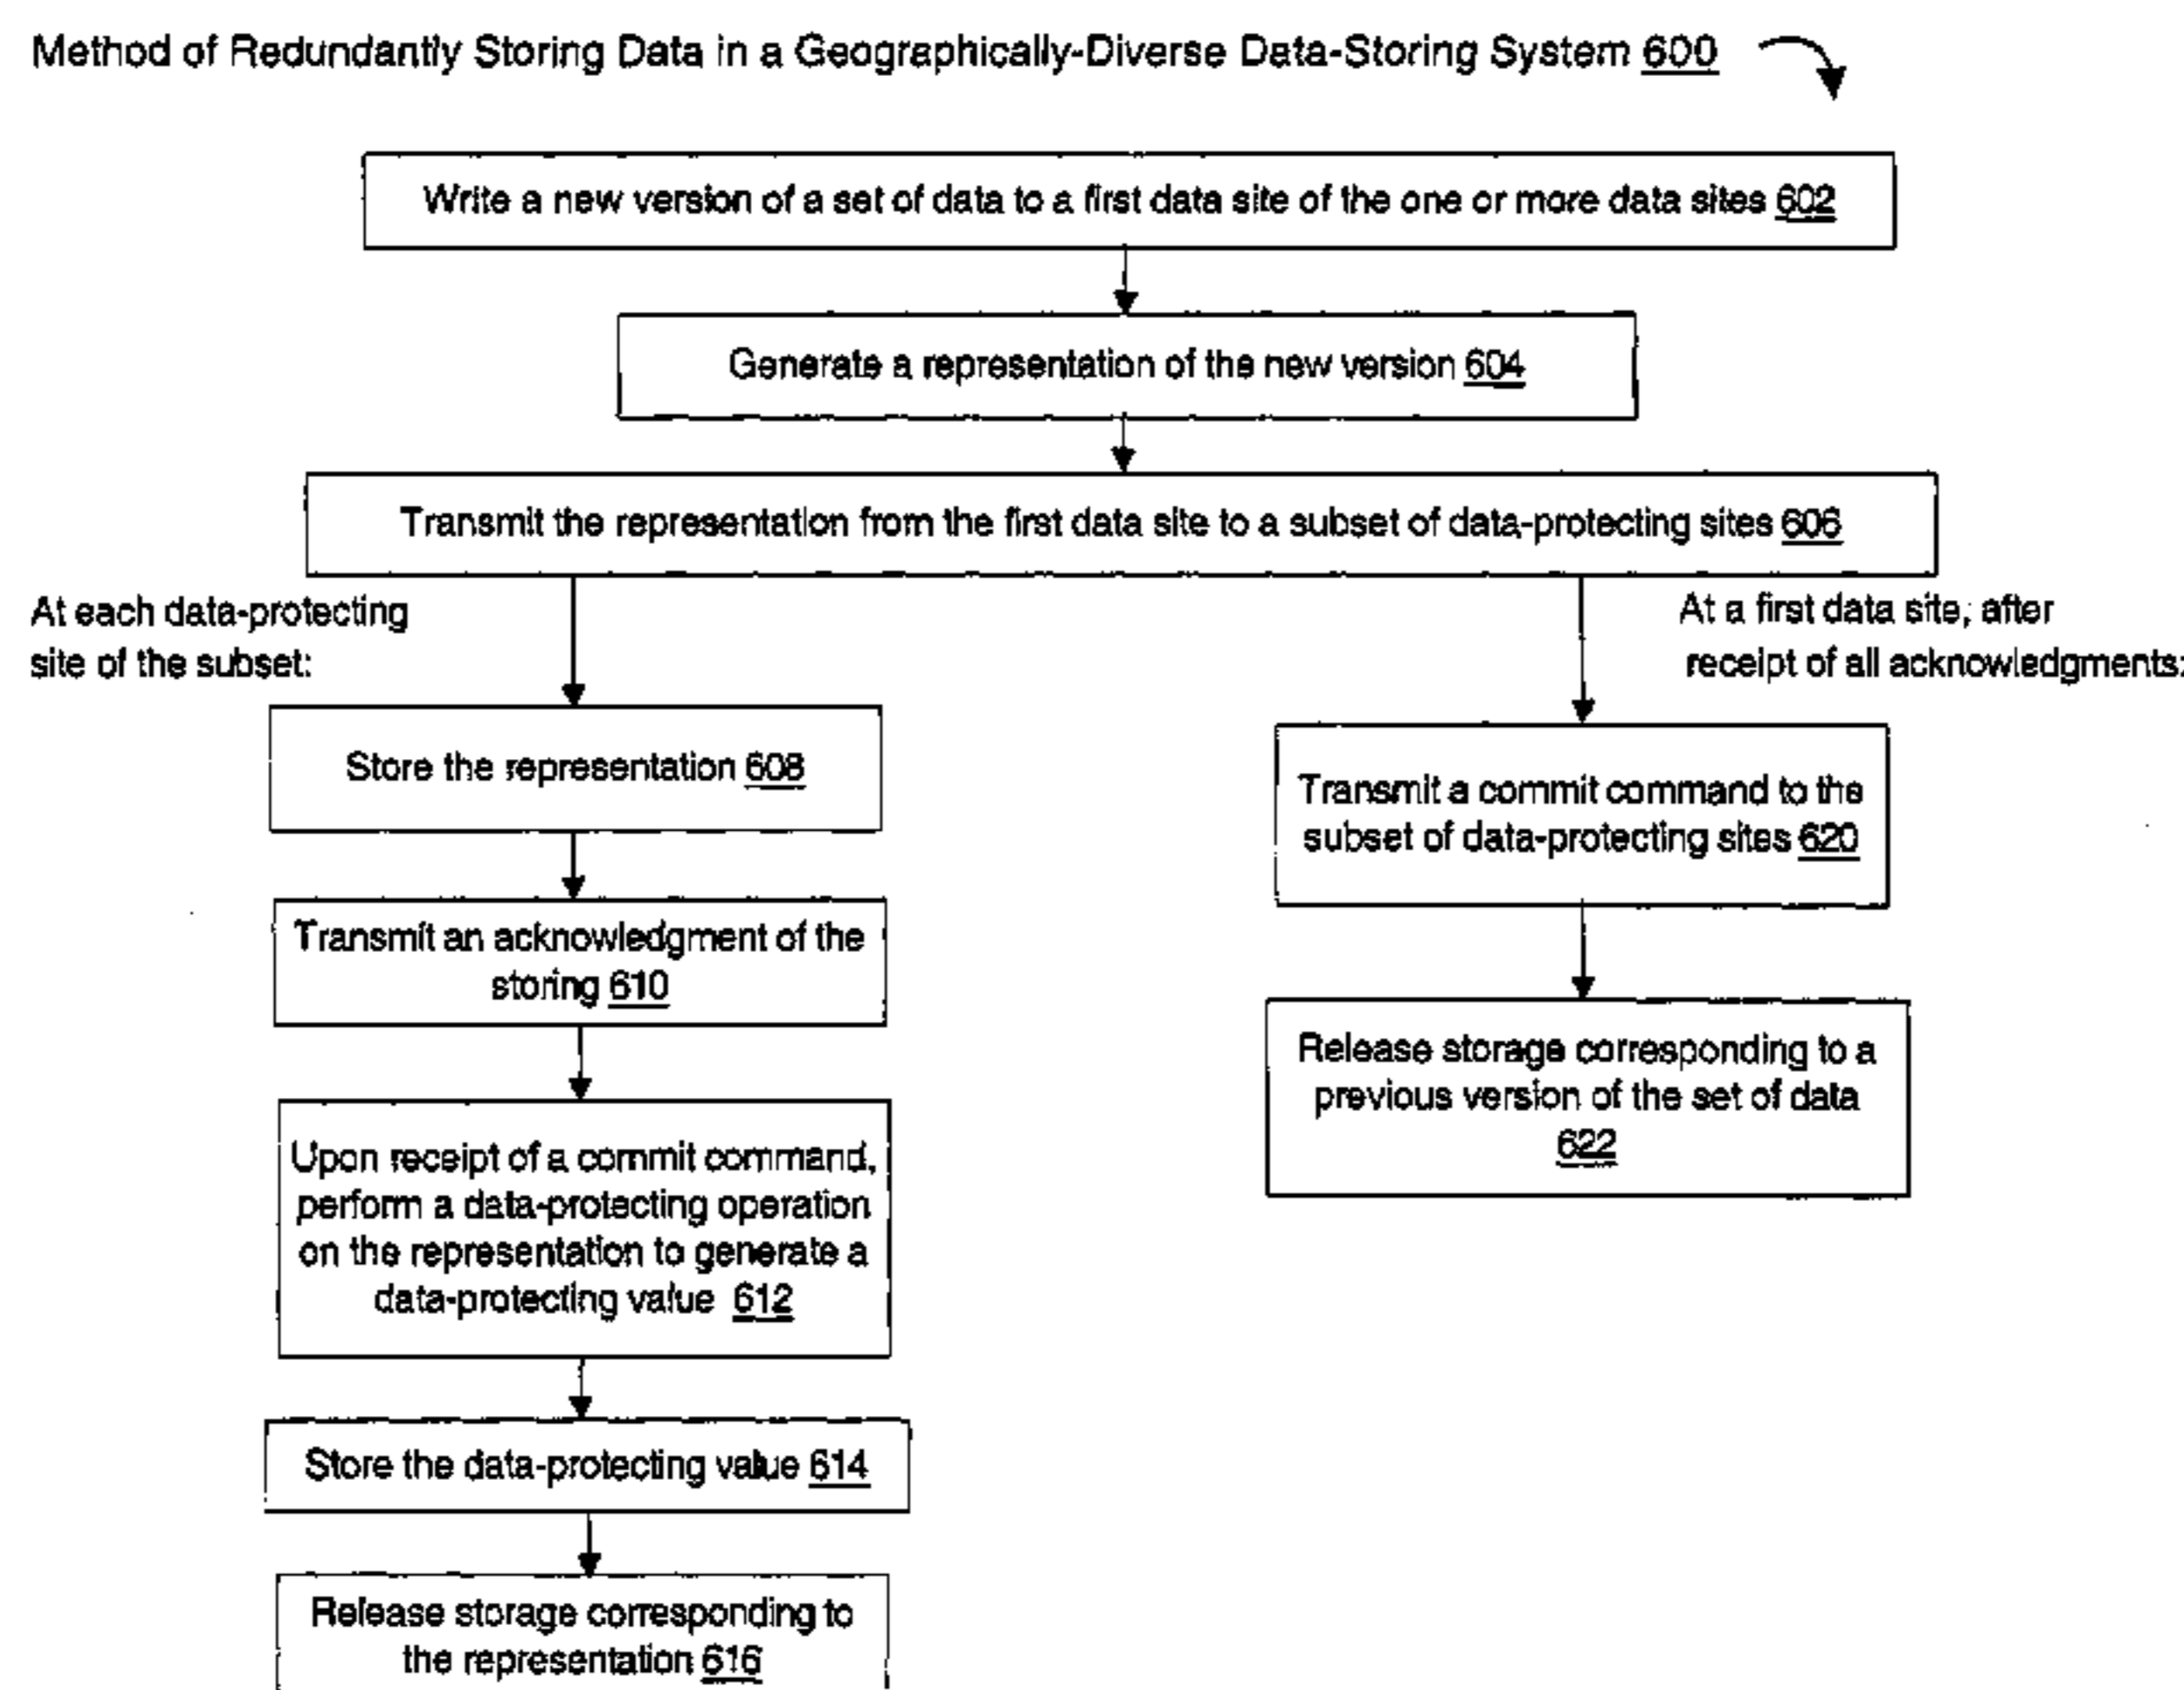 Method of Redundantly Storing Data in a Geographically-Diverse Data-Storing System 600
Write a new version of a set of data to a first data site of the one or more data sites 602
Generate a representation of the new version 604
Transmit the representation from the first data site to a subset of data-protecting sites 606
At each data-protecting
site of the subset:
Store the representation 608
Transmit an acknowledgment of the
storing 610
Upon receipt of a commit command,
perform a data-protecting operation
on the representation to generate a
data-protecting value 612
Store the data-protecting value 614
Release storage corresponding to
the representation 616
At a first data site, after
receipt of all acknowledgments:
Transmit a commit command to the
subset of data-protecting sites 620
Release storage corresponding to a
previous version of the set of data
622